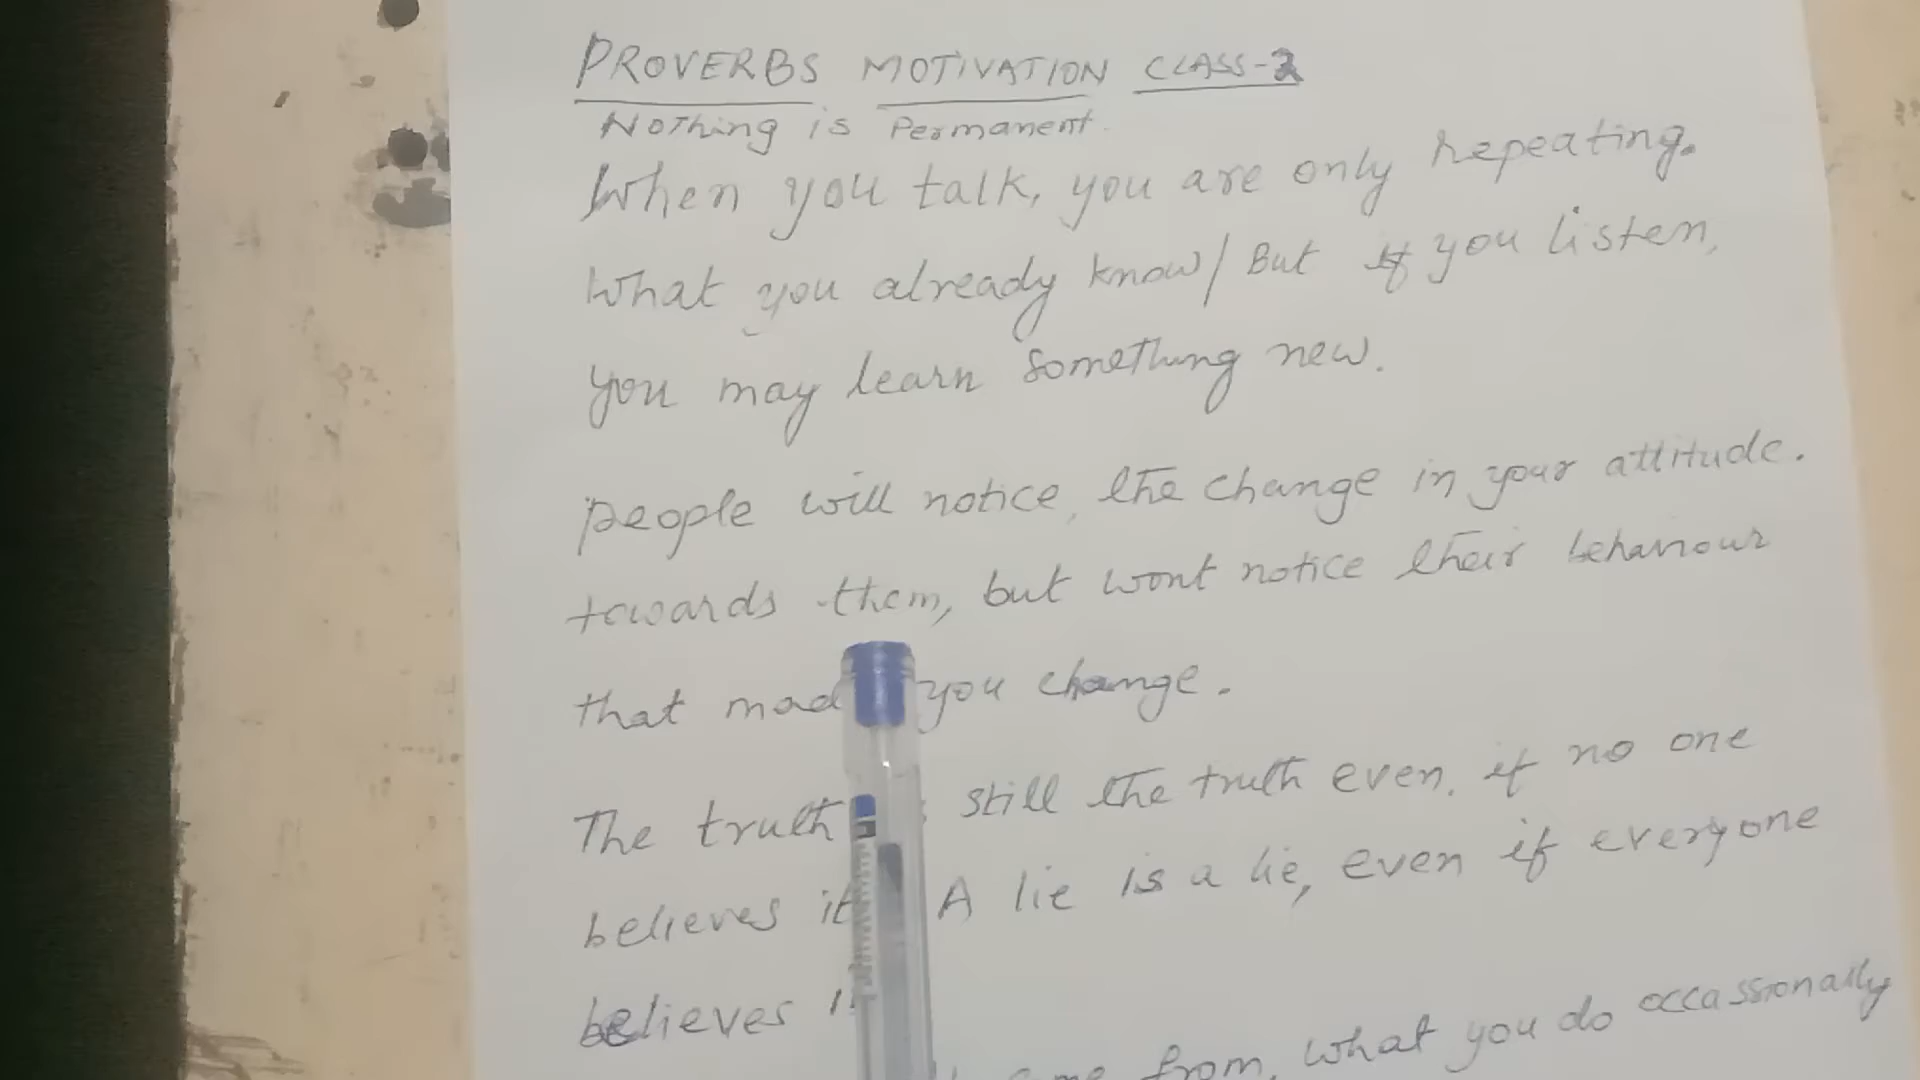 PROVERBS MOTIVATION CLASS-2
Nothing is Permanent.
When you talk, you are only repeating.
What you already know/ But if you listen,
you may learn something new.
people will notice, the change in your attitude.
towards them, but wont notice their behaviour
that mad you change.
The truth still the truth even, if no one
believes it A lie is a lie, even if everyone
believes
from, what you do occassionally